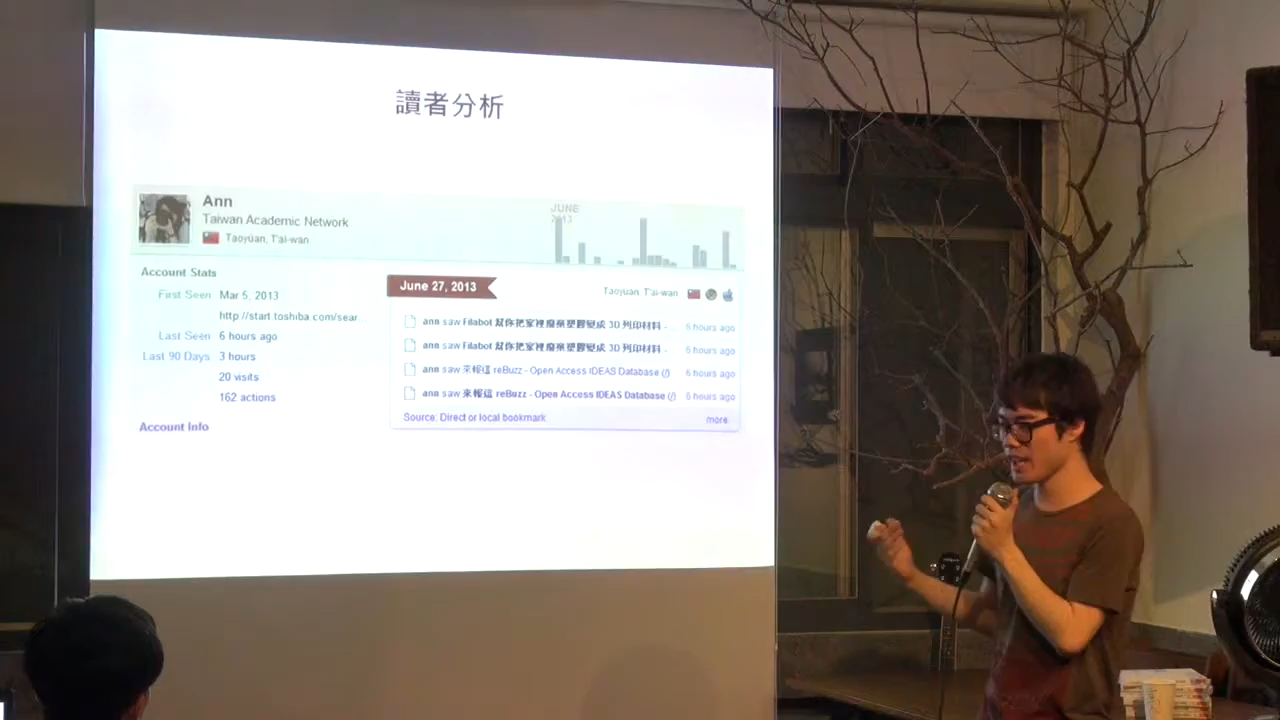 讀者分析
Ann
Taiwan Academic Network
Taoyuan, T'ai-wan
JUNE
2013
Account Stats
First Seen Mar 5, 2013
http://start.toshiba.com/sear...
Last Seen 6 hours ago
Last 90 Days 3 hours
20 visits
162 actions
Account Info
June 27, 2013
Taoyuan, T'ai-wan
ann saw Filabot 幫你把家裡廢棄塑膠變成 3D 列印材料 - ... 6 hours ago
ann saw Filabot 幫你把家裡廢棄塑膠變成 3D 列印材料 - 6 hours ago
ann saw 來報這 reBuzz - Open Access IDEAS Database (/) 6 hours ago
ann saw 來報這 reBuzz - Open Access IDEAS Database (/) 6 hours ago
Source: Direct or local bookmark more